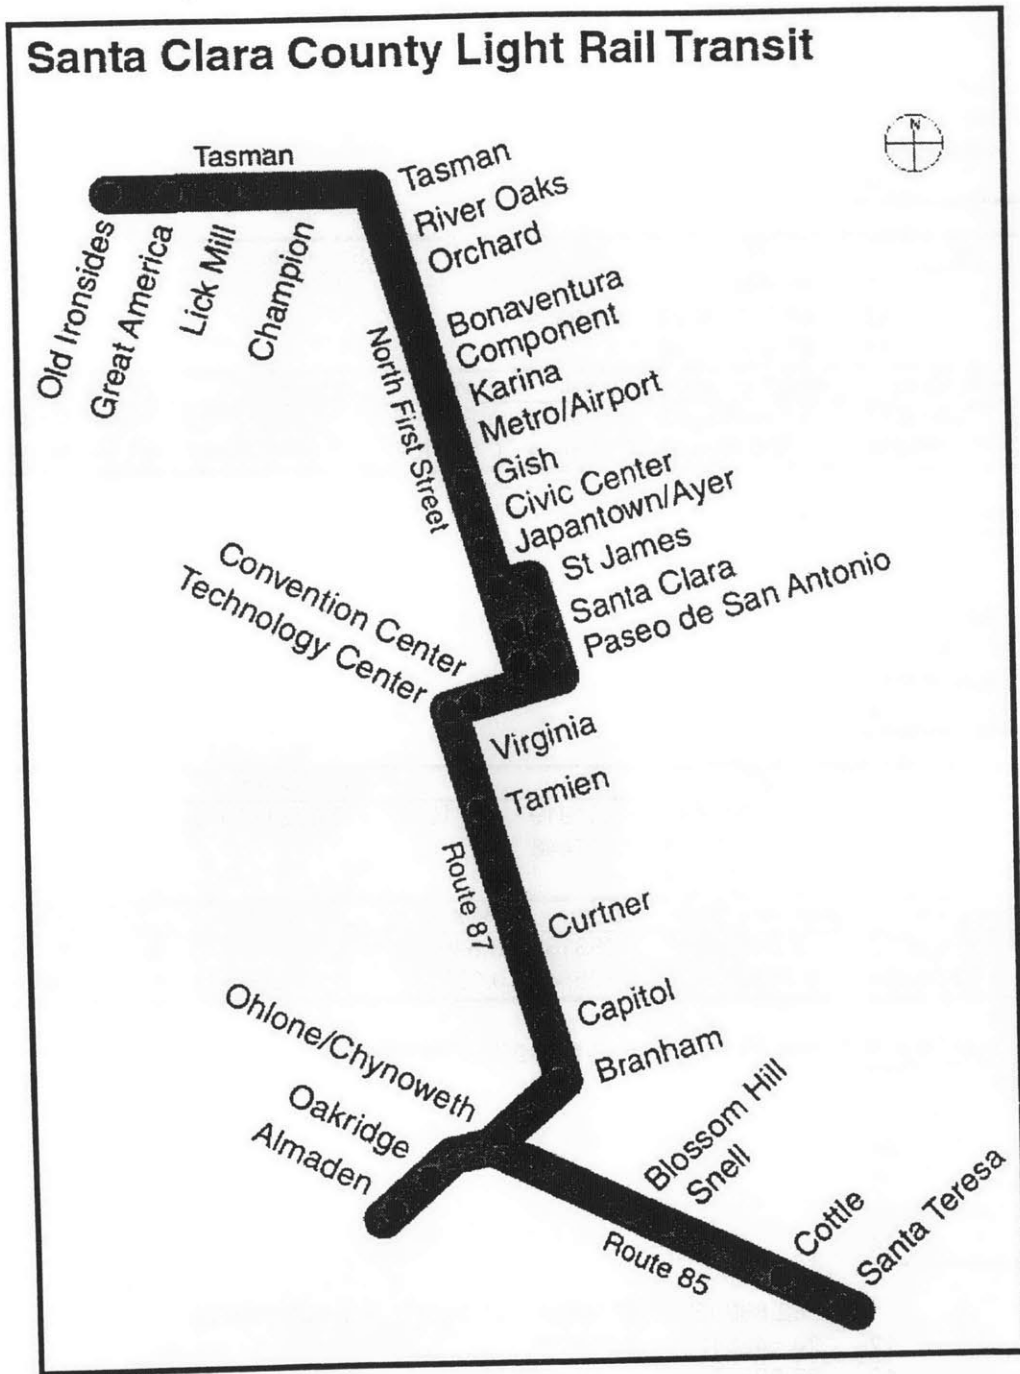 Santa Clara County Light Rail Transit
N
Tasman
Old Ironsides
Great America
Lick Mill
Champion
Tasman
River Oaks
Orchard
Bonaventura
Component
Karina
Metro/Airport
Gish
Civic Center
Japantown/Ayer
North First Street
St James
Santa Clara
Paseo de San Antonio
Convention Center
Technology Center
Virginia
Tamien
Route 87
Curtner
Capitol
Branham
Ohlone/Chynoweth
Oakridge
Almaden
Blossom Hill
Snell
Cottle
Santa Teresa
Route 85